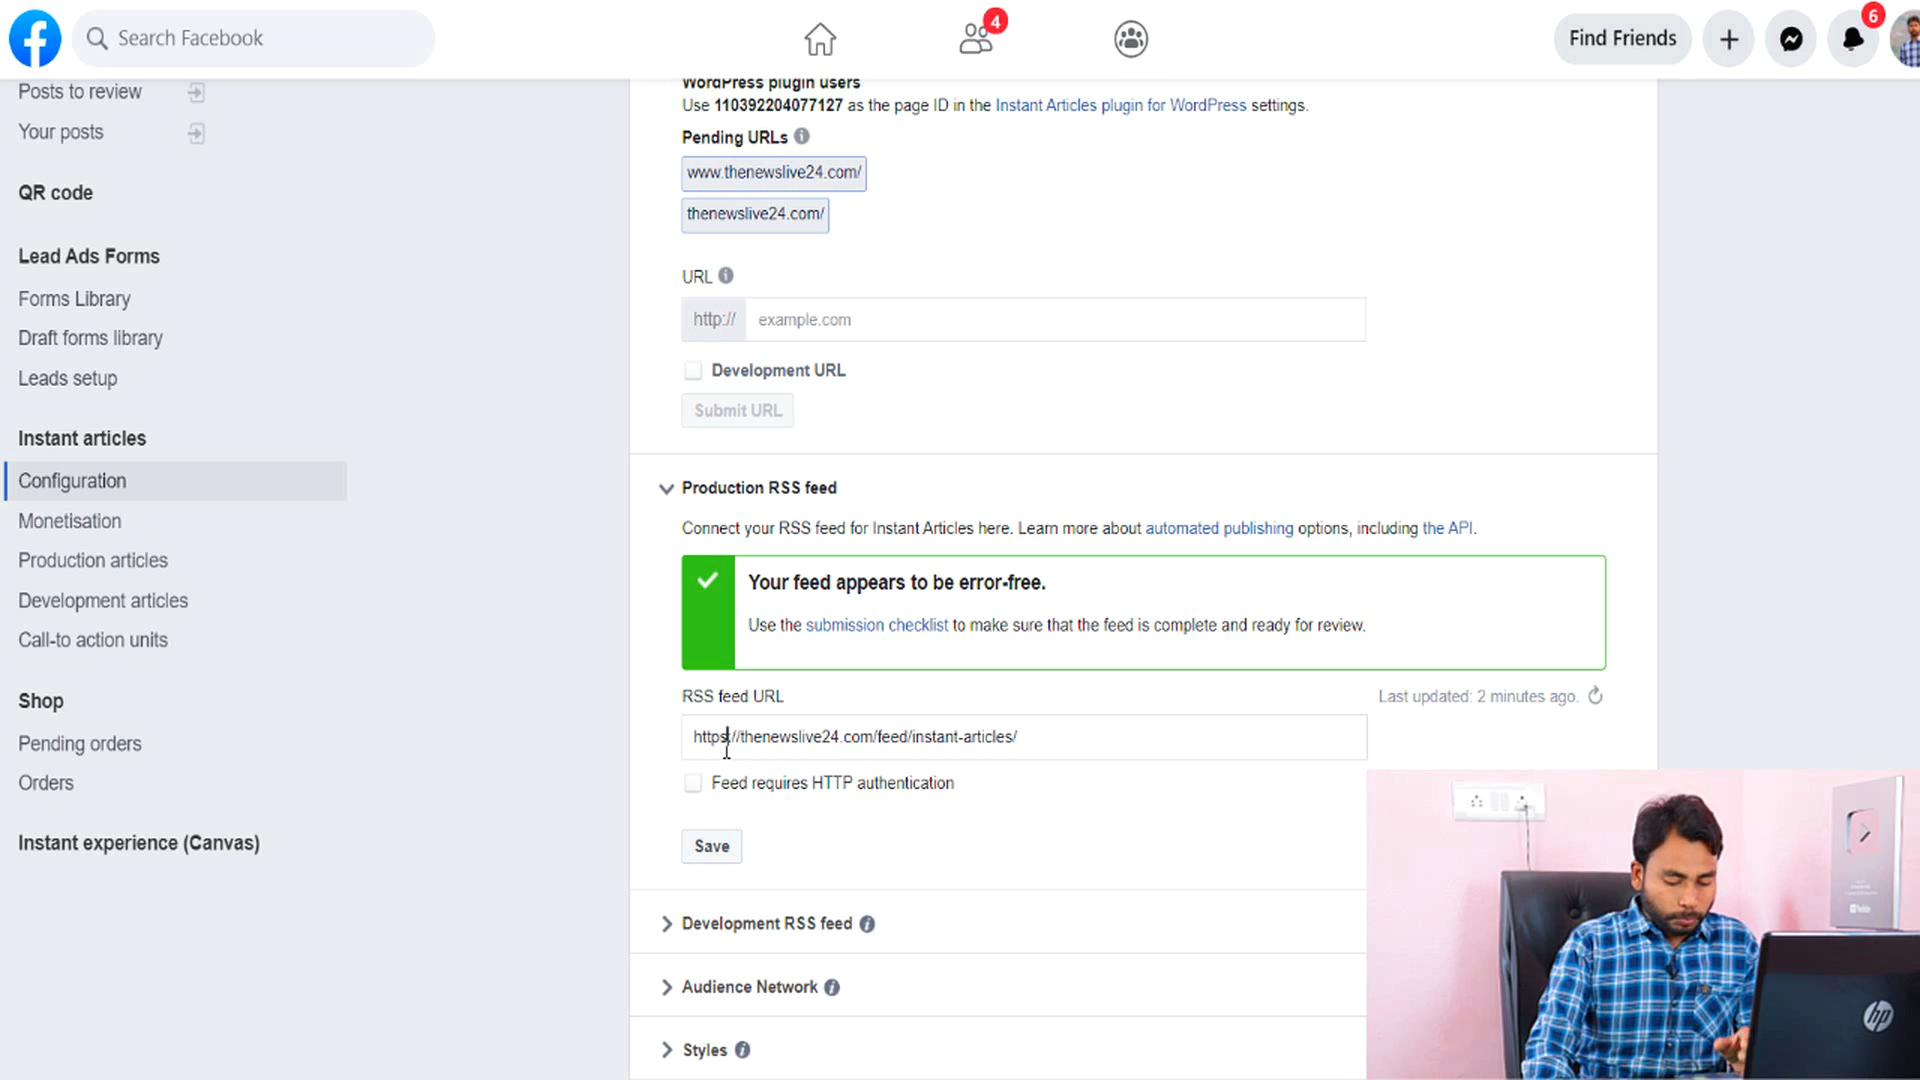 Search Facebook
4
Find Friends
6
Posts to review
Your posts
QR code
Lead Ads Forms
Forms Library
Draft forms library
Leads setup
Instant articles
Configuration
Monetisation
Production articles
Development articles
Call-to action units
Shop
Pending orders
Orders
Instant experience (Canvas)
WordPress plugin users
Use 110392204077127 as the page ID in the Instant Articles plugin for WordPress settings.
Pending URLs
www.thenewslive24.com/
thenewslive24.com/
URL
http:// example.com
Development URL
Submit URL
Production RSS feed
Connect your RSS feed for Instant Articles here. Learn more about automated publishing options, including the API.
Your feed appears to be error-free.
Use the submission checklist to make sure that the feed is complete and ready for review.
RSS feed URL
Last updated: 2 minutes ago.
https://thenewslive24.com/feed/instant-articles/
Feed requires HTTP authentication
Save
Development RSS feed
Audience Network
Styles
hp